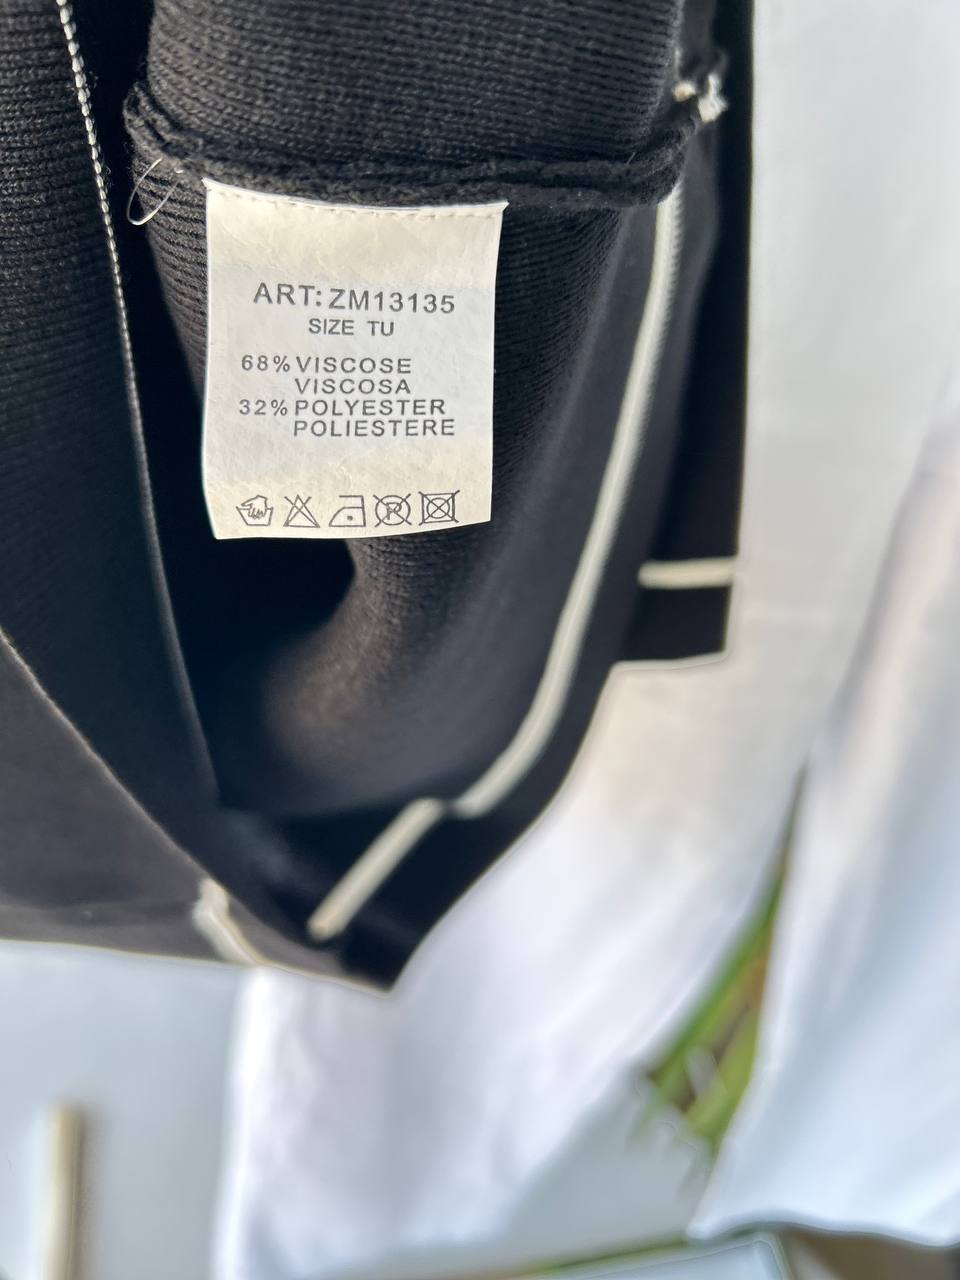 ART: ZM13135
SIZE TU
68% VISCOSE
VISCOSA
32% POLYESTER
POLIESTERE
P